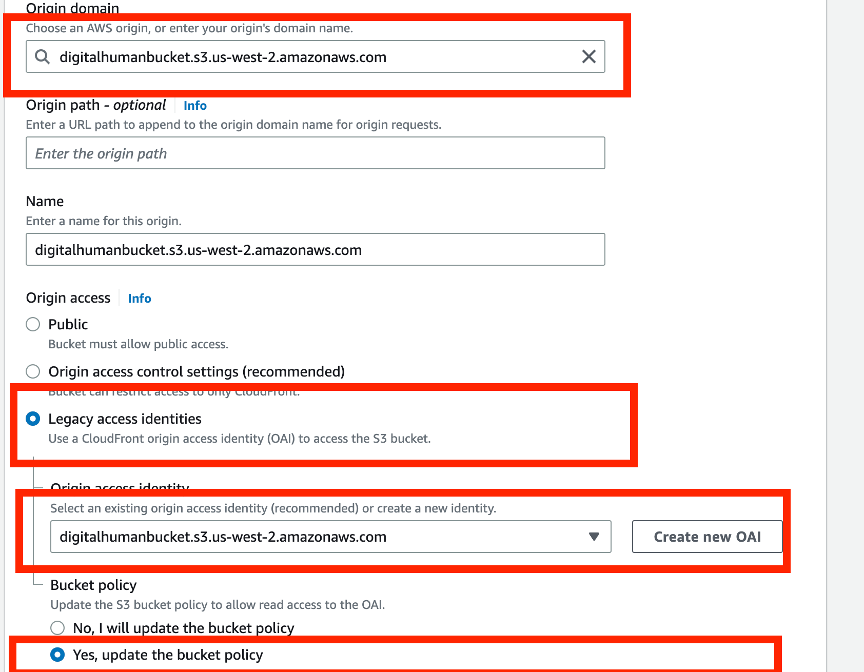 Origin domain
Choose an AWS origin, or enter your origin's domain name.
digitalhumanbucket.s3.us-west-2.amazonaws.com
Origin path - optional Info
Enter a URL path to append to the origin domain name for origin requests.
Enter the origin path
Name
Enter a name for this origin.
digitalhumanbucket.s3.us-west-2.amazonaws.com
Origin access Info
Public
Bucket must allow public access.
Origin access control settings (recommended)
Bucket can restrict access to only CloudFront.
Legacy access identities
Use a CloudFront origin access identity (OAI) to access the S3 bucket.
Origin access identity
Select an existing origin access identity (recommended) or create a new identity.
digitalhumanbucket.s3.us-west-2.amazonaws.com Create new OAI
Bucket policy
Update the S3 bucket policy to allow read access to the OAI.
No, I will update the bucket policy
Yes, update the bucket policy